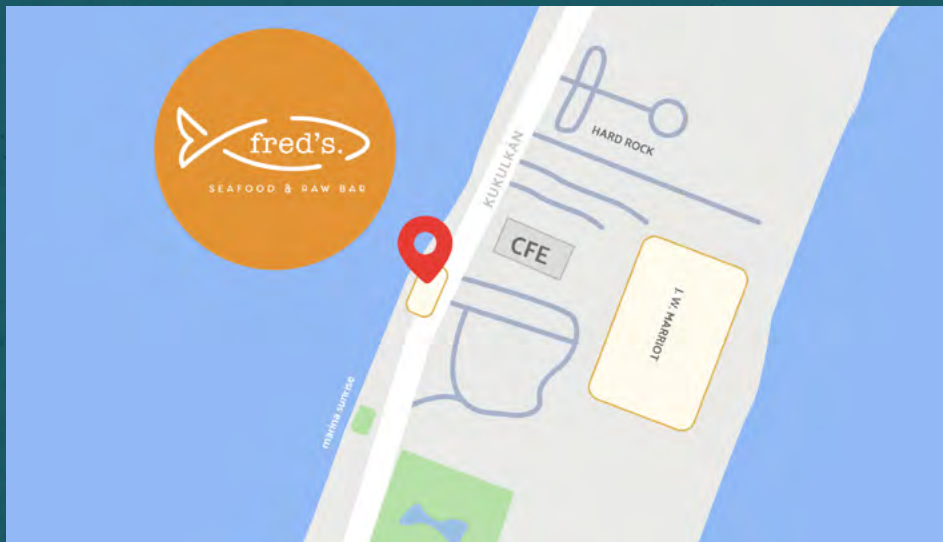 fred's.
SEAFOOD & RAW BAR
HARD ROCK
KUKULKAN
CFE
J. W. MARRIOT
marina sunrise